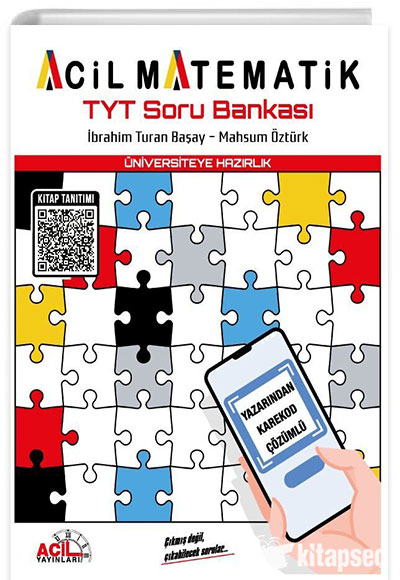 ACİL MATEMATİK
TYT Soru Bankası
İbrahim Turan Başay - Mahsum Öztürk
ÜNİVERSİTEYE HAZIRLIK
KİTAP TANITIMI
YAZARINDAN
KAREKOD
ÇÖZÜMLÜ
Çıkmış değil,
çıkabilecek sorular...
ACİL
YAYINLARI
kitapsec